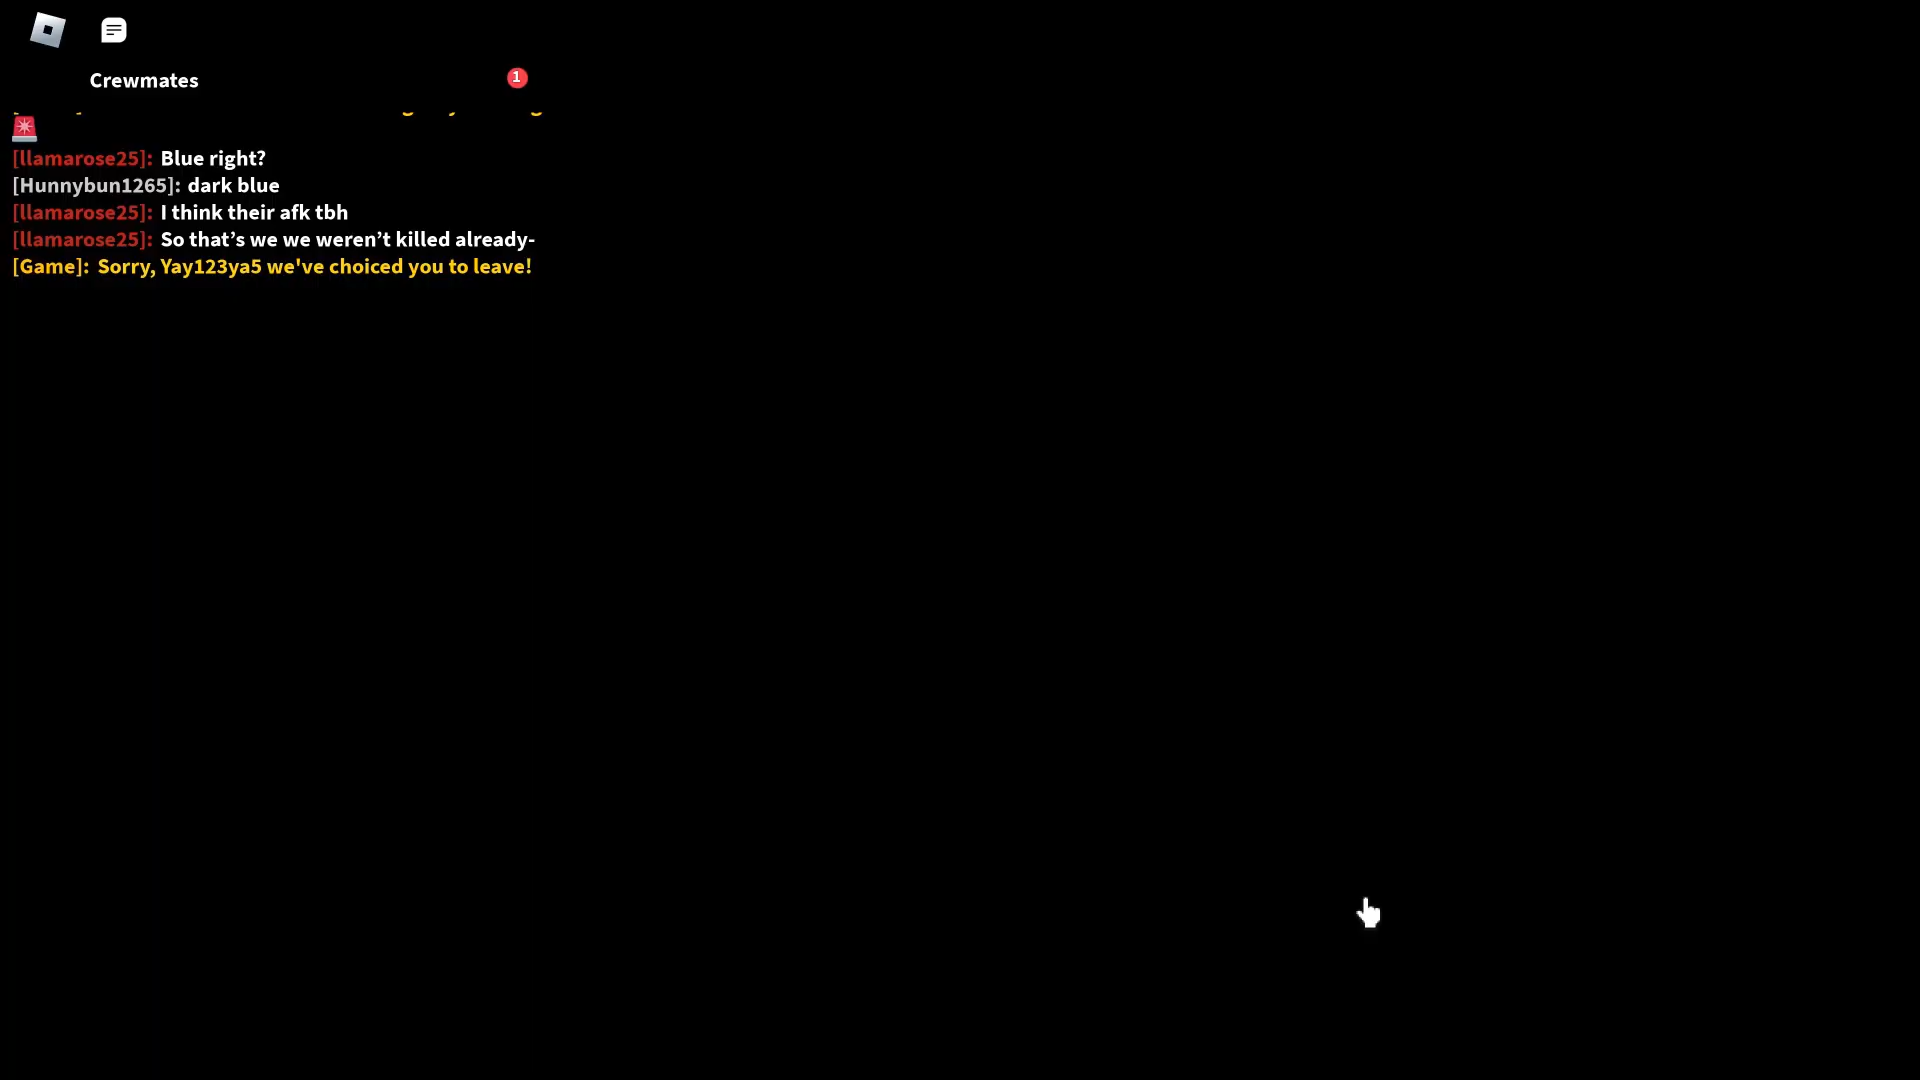 Crewmates
1
[llamarose25]: Blue right?
[Hunnybun1265]: dark blue
[llamarose25]: I think their afk tbh
[llamarose25]: So that’s we we weren’t killed already-
[Game]: Sorry, Yay123ya5 we've choiced you to leave!